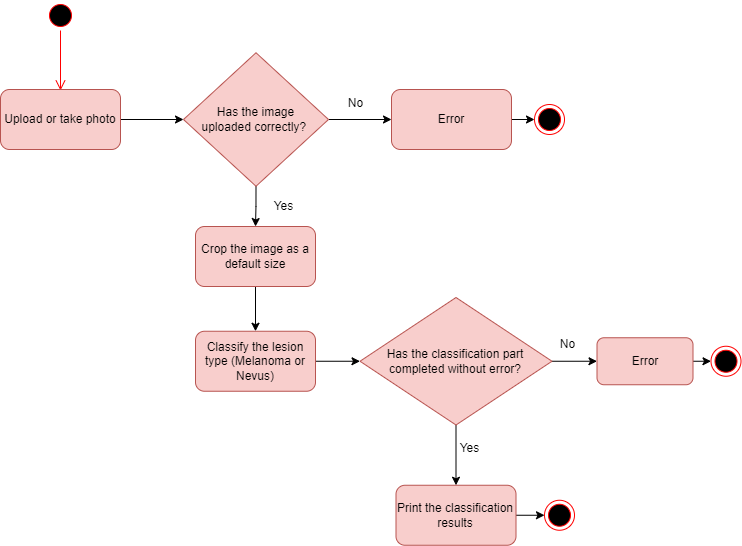 Upload or take photo
Has the image
uploaded correctly?
No
Error
Yes
Crop the image as a
default size
Classify the lesion
type (Melanoma or
Nevus)
Has the classification part
completed without error?
No
Error
Yes
Print the classification
results